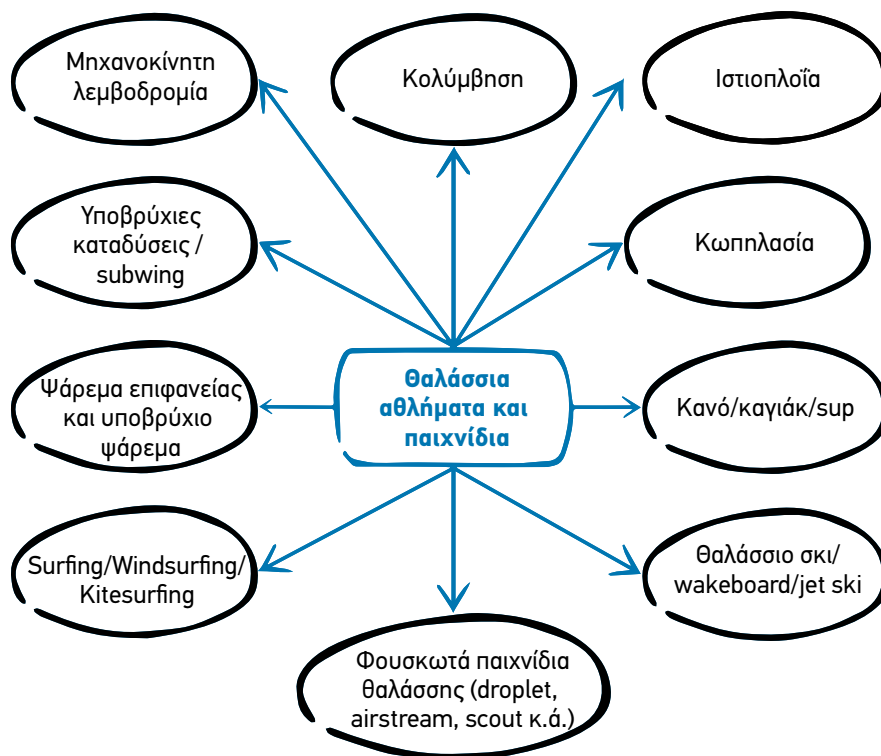 Μηχανοκίνητη
λεμβοδρομία
Κολύμβηση
Ιστιοπλοΐα
Υποβρύχιες
καταδύσεις /
subwing
Κωπηλασία
Θαλάσσια
αθλήματα και
παιχνίδια
Ψάρεμα επιφανείας
και υποβρύχιο
ψάρεμα
Κανό/καγιάκ/sup
Surfing/Windsurfing/
Kitesurfing
Θαλάσσιο σκι/
wakeboard/jet ski
Φουσκωτά παιχνίδια
θαλάσσης (droplet,
airstream, scout κ.ά.)